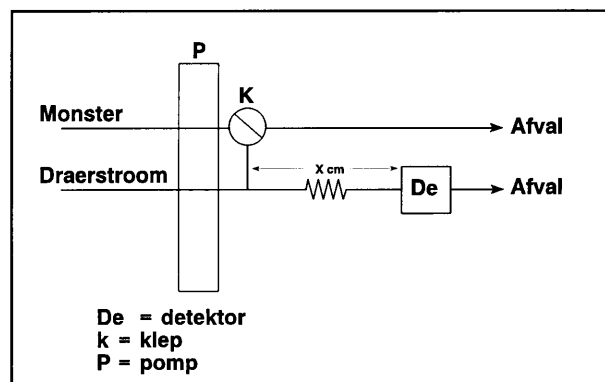 P
K
Monster
Afval
X cm
Draerstroom
De
Afval
De = detektor
k = klep
P = pomp